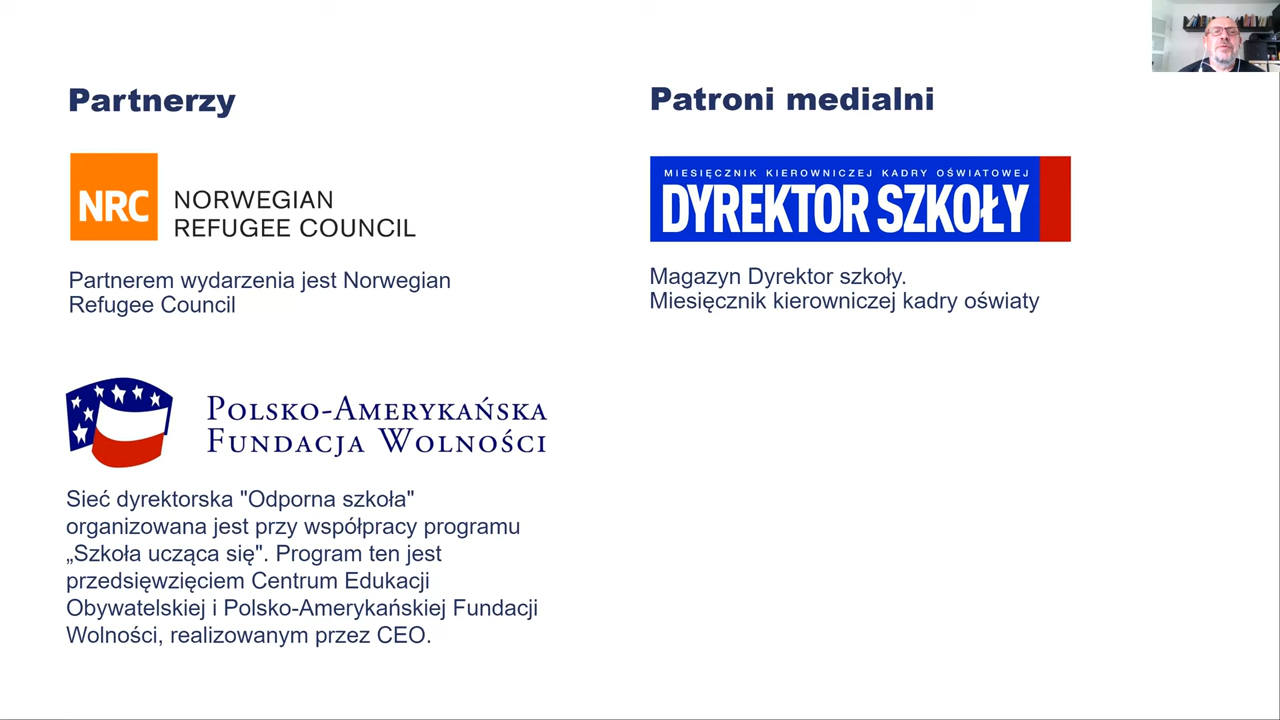 Partnerzy
NRC
NORWEGIAN
REFUGEE COUNCIL
Partnerem wydarzenia jest Norwegian
Refugee Council
Polsko-Amerykańska
Fundacja Wolności
Sieć dyrektorska "Odporna szkoła"
organizowana jest przy współpracy programu
„Szkoła ucząca się". Program ten jest
przedsięwzięciem Centrum Edukacji
Obywatelskiej i Polsko-Amerykańskiej Fundacji
Wolności, realizowanym przez CEO.
Patroni medialni
MIESIĘCZNIK KIEROWNICZEJ KADRY OŚWIATOWEJ
DYREKTOR SZKOŁY
Magazyn Dyrektor szkoły.
Miesięcznik kierowniczej kadry oświaty